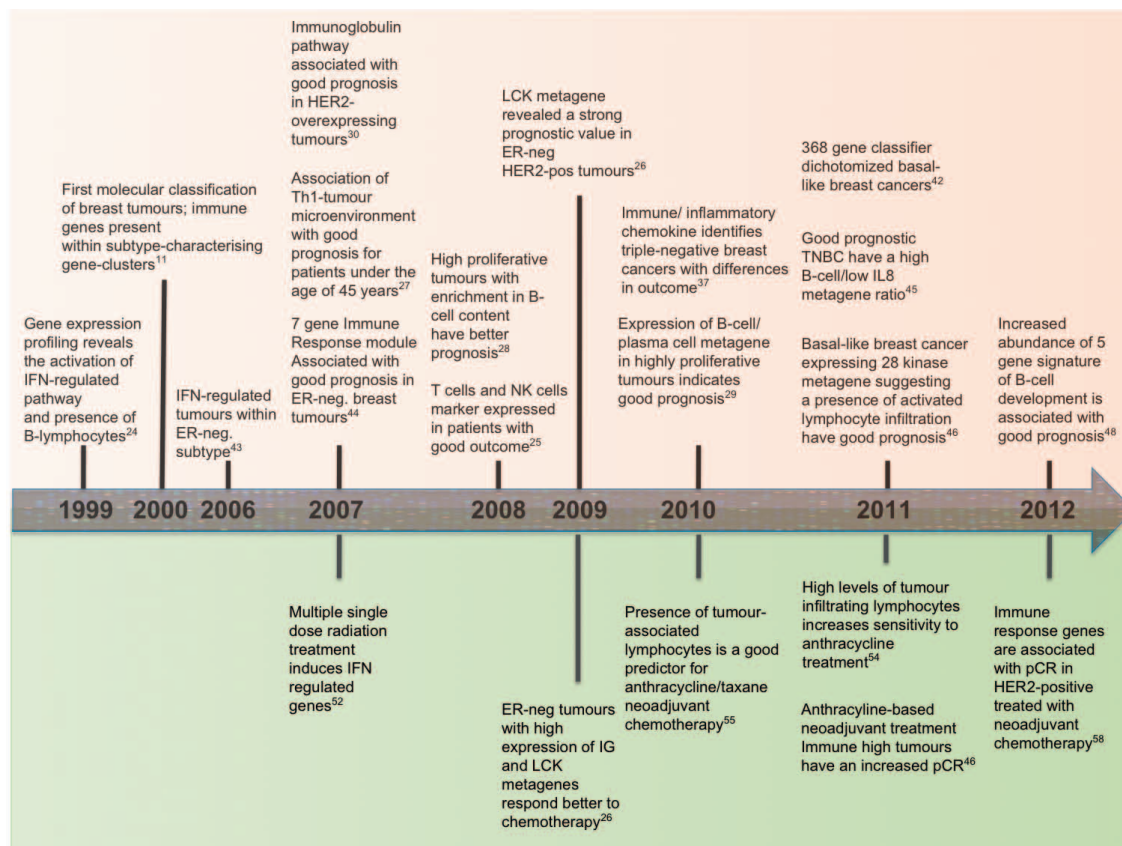 Immunoglobulin
pathway
associated with
good prognosis
in HER2-
overexpressing
tumours30
LCK metagene
revealed a strong
prognostic value in
ER-neg
HER2-pos tumours26
368 gene classifier
dichotomized basal-
like breast cancers42
First molecular classification
of breast tumours; immune
genes present
within subtype-characterising
gene-clusters11
Association of
Th1-tumour
microenvironment
with good
prognosis for
patients under the
age of 45 years27
Immune/ inflammatory
chemokine identifies
triple-negative breast
cancers with differences
in outcome37
Good prognostic
TNBC have a high
B-cell/low IL8
metagene ratio45
High proliferative
tumours with
enrichment in B-
cell content
have better
prognosis28
Gene expression
profiling reveals
the activation of
IFN-regulated
pathway
and presence of
B-lymphocytes24
IFN-regulated
tumours within
ER-neg.
subtype43
7 gene Immune
Response module
Associated with
good prognosis in
ER-neg. breast
tumours44
T cells and NK cells
marker expressed
in patients with
good outcome25
Expression of B-cell/
plasma cell metagene
in highly proliferative
tumours indicates
good prognosis29
Basal-like breast cancer
expressing 28 kinase
metagene suggesting
a presence of activated
lymphocyte infiltration
have good prognosis46
Increased
abundance of 5
gene signature
of B-cell
development is
associated with
good prognosis48
1999 2000 2006 2007 2008 2009 2010 2011 2012
Multiple single
dose radiation
treatment
induces IFN
regulated
genes52
ER-neg tumours
with high
expression of IG
and LCK
metagenes
respond better to
chemotherapy26
Presence of tumour-
associated
lymphocytes is a good
predictor for
anthracycline/taxane
neoadjuvant
chemotherapy55
High levels of tumour
infiltrating lymphocytes
increases sensitivity to
anthracycline
treatment54
Anthracyline-based
neoadjuvant treatment
Immune high tumours
have an increased pCR46
Immune
response genes
are associated
with pCR in
HER2-positive
treated with
neoadjuvant
chemotherapy58